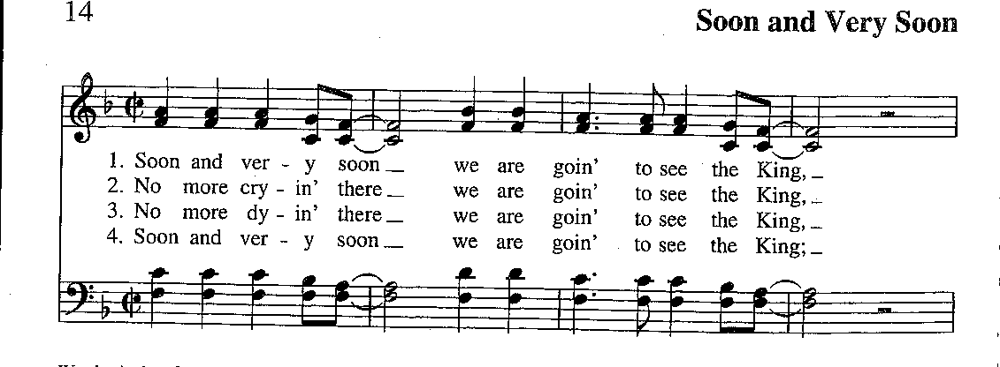 14
Soon and Very Soon
1. Soon and ver - y soon we are goin' to see the King,
2. No more cry - in' there we are goin' to see the King,
3. No more dy - in' there we are goin' to see the King,
4. Soon and ver - y soon we are goin' to see the King;